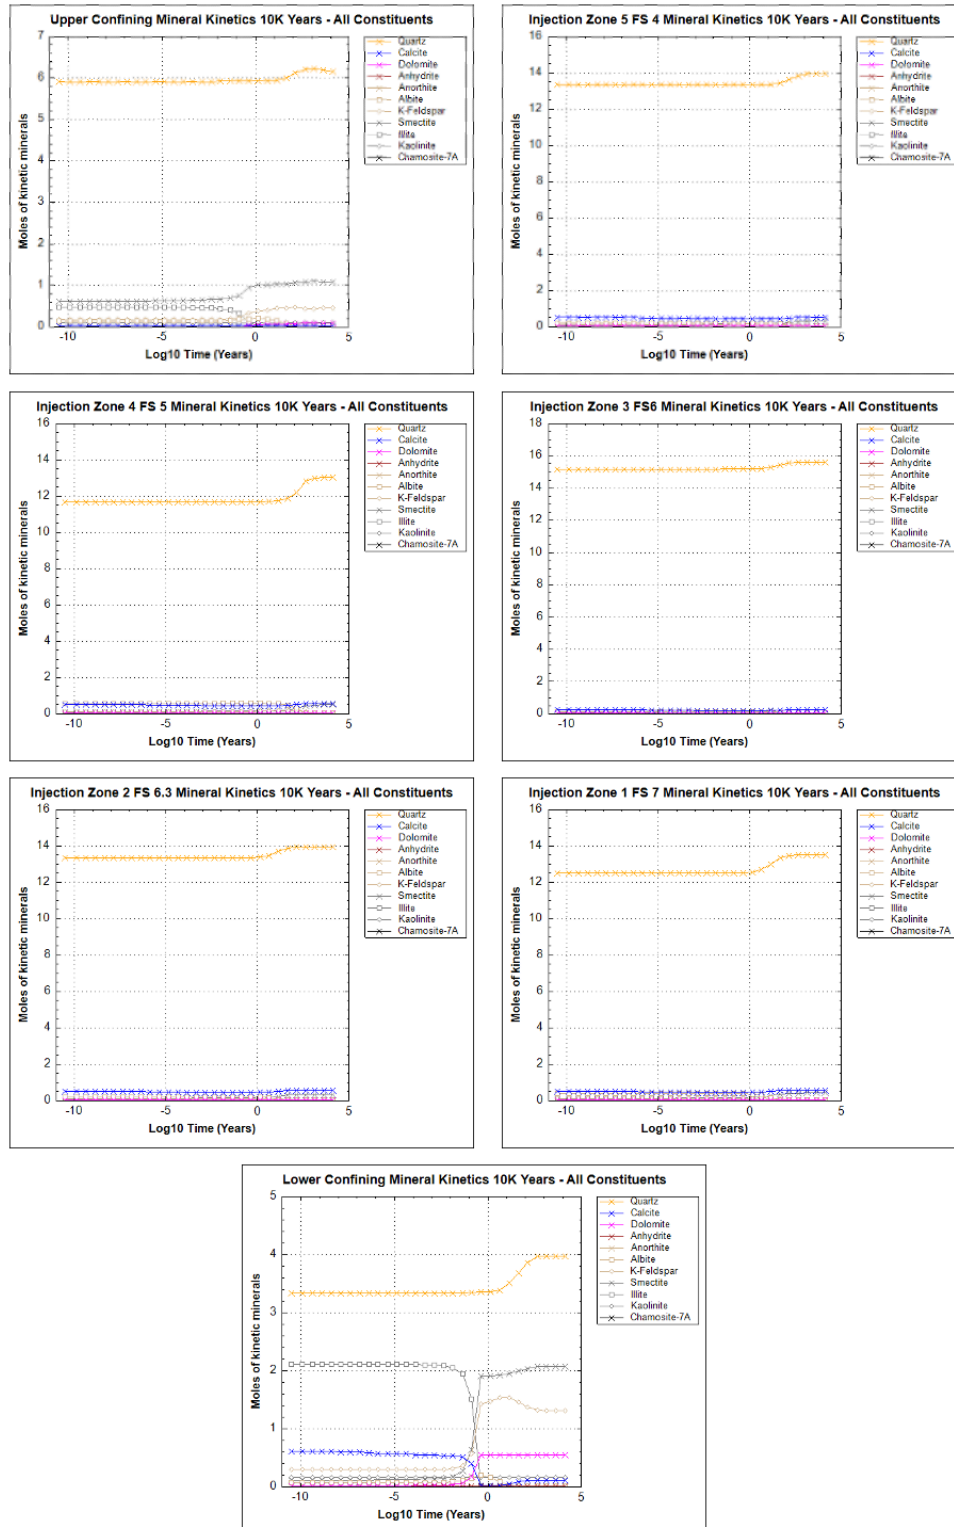 Upper Confining Mineral Kinetics 10K Years - All Constituents
7
6
5
4
3
2
1
0
-10
-5
0
5
Moles of kinetic minerals
Log10 Time (Years)
Quartz
Calcite
Dolomite
Anhydrite
Anorthite
Albite
K-Feldspar
Smectite
Illite
Kaolinite
Chamosite-7A
Injection Zone 5 FS 4 Mineral Kinetics 10K Years - All Constituents
16
14
12
10
8
6
4
2
0
-10
-5
0
5
Moles of kinetic minerals
Log10 Time (Years)
Quartz
Calcite
Dolomite
Anhydrite
Anorthite
Albite
K-Feldspar
Smectite
Illite
Kaolinite
Chamosite-7A
Injection Zone 4 FS 5 Mineral Kinetics 10K Years - All Constituents
16
14
12
10
8
6
4
2
0
-10
-5
0
5
Moles of kinetic minerals
Log10 Time (Years)
Quartz
Calcite
Dolomite
Anhydrite
Anorthite
Albite
K-Feldspar
Smectite
Illite
Kaolinite
Chamosite-7A
Injection Zone 3 FS6 Mineral Kinetics 10K Years - All Constituents
18
16
14
12
10
8
6
4
2
0
-10
-5
0
5
Moles of kinetic minerals
Log10 Time (Years)
Quartz
Calcite
Dolomite
Anhydrite
Anorthite
Albite
K-Feldspar
Smectite
Illite
Kaolinite
Chamosite-7A
Injection Zone 2 FS 6.3 Mineral Kinetics 10K Years - All Constituents
16
14
12
10
8
6
4
2
0
-10
-5
0
5
Moles of kinetic minerals
Log10 Time (Years)
Quartz
Calcite
Dolomite
Anhydrite
Anorthite
Albite
K-Feldspar
Smectite
Illite
Kaolinite
Chamosite-7A
Injection Zone 1 FS 7 Mineral Kinetics 10K Years - All Constituents
16
14
12
10
8
6
4
2
0
-10
-5
0
5
Moles of kinetic minerals
Log10 Time (Years)
Quartz
Calcite
Dolomite
Anhydrite
Anorthite
Albite
K-Feldspar
Smectite
Illite
Kaolinite
Chamosite-7A
Lower Confining Mineral Kinetics 10K Years - All Constituents
5
4
3
2
1
0
-10
-5
0
5
Moles of kinetic minerals
Log10 Time (Years)
Quartz
Calcite
Dolomite
Anhydrite
Anorthite
Albite
K-Feldspar
Smectite
Illite
Kaolinite
Chamosite-7A